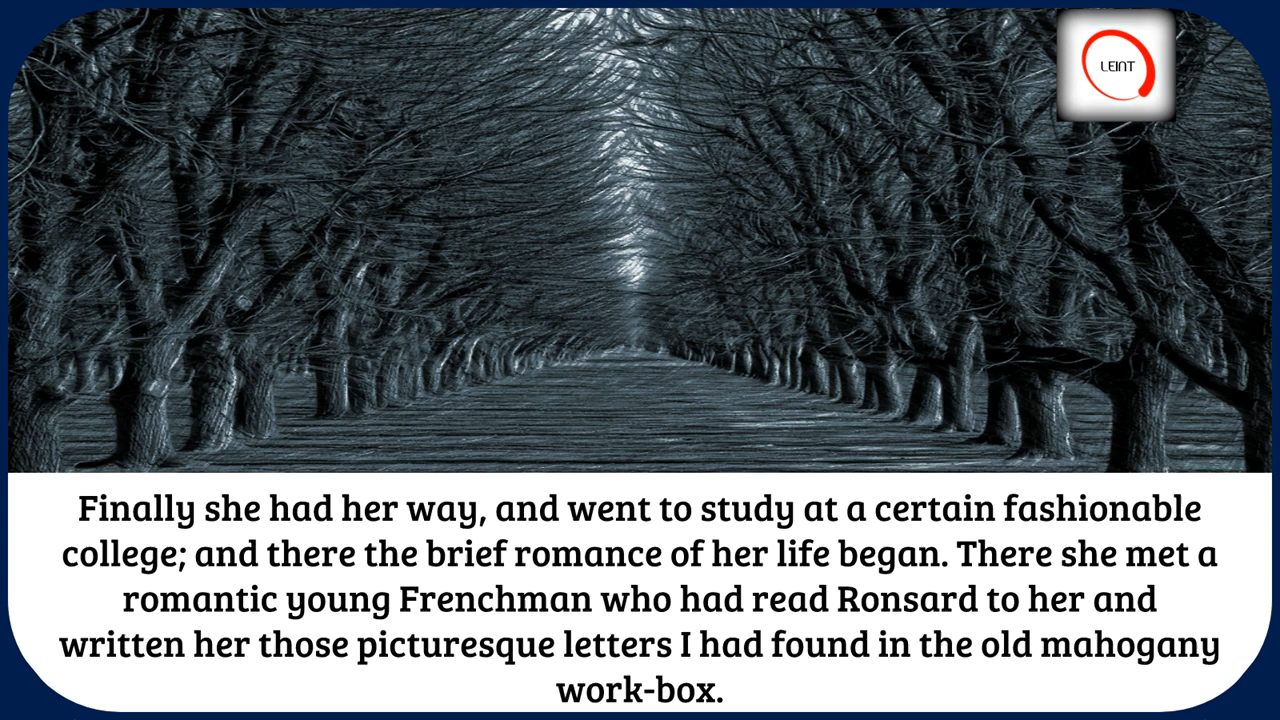 LEINT
Finally she had her way, and went to study at a certain fashionable
college; and there the brief romance of her life began. There she met a
romantic young Frenchman who had read Ronsard to her and
written her those picturesque letters I had found in the old mahogany
work-box.